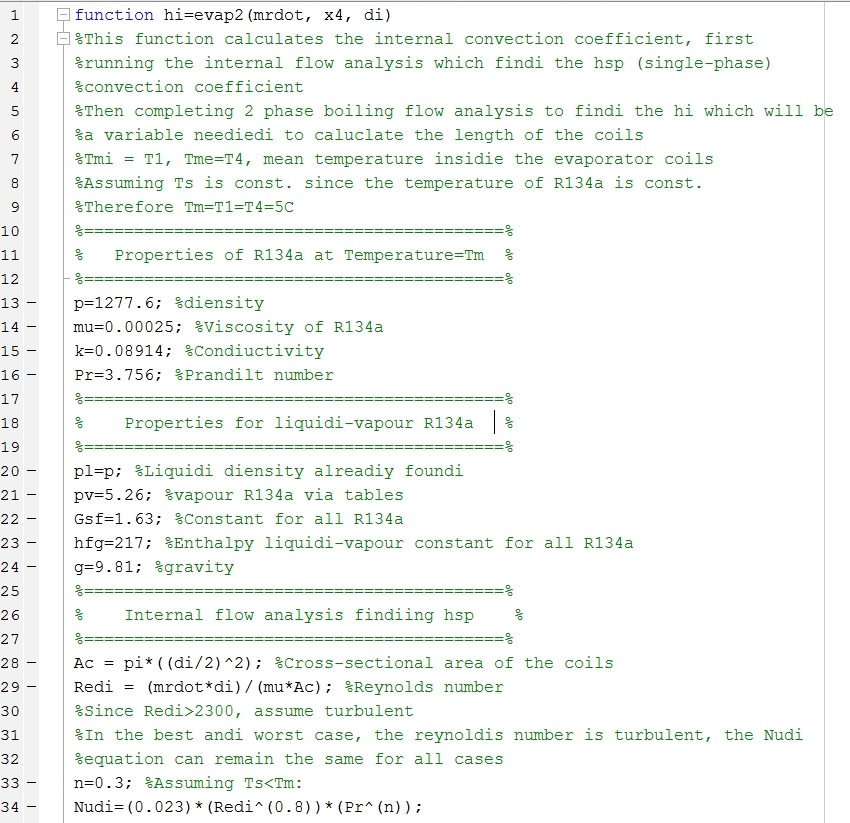 1 function hi=evap2(mrdot, x4, di)
2 %This function calculates the internal convection coefficient, first
3 %running the internal flow analysis which findi the hsp (single-phase)
4 %convection coefficient
5 %Then completing 2 phase boiling flow analysis to findi the hi which will be
6 %a variable neediedi to caluclate the length of the coils
7 %Tmi = T1, Tme=T4, mean temperature insidie the evaporator coils
8 %Assuming Ts is const. since the temperature of R134a is const.
9 %Therefore Tm=T1=T4=5C
10 %==========================================%
11 %   Properties of R134a at Temperature=Tm  %
12 %==========================================%
13 – p=1277.6; %diensity
14 – mu=0.00025; %Viscosity of R134a
15 – k=0.08914; %Condiuctivity
16 – Pr=3.756; %Prandilt number
17 %==========================================%
18 %    Properties for liquidi-vapour R134a   %
19 %==========================================%
20 – pl=p; %Liquidi diensity alreadiy foundi
21 – pv=5.26; %vapour R134a via tables
22 – Gsf=1.63; %Constant for all R134a
23 – hfg=217; %Enthalpy liquidi-vapour constant for all R134a
24 – g=9.81; %gravity
25 %==========================================%
26 %    Internal flow analysis findiing hsp    %
27 %==========================================%
28 – Ac = pi*((di/2)^2); %Cross-sectional area of the coils
29 – Redi = (mrdot*di)/(mu*Ac); %Reynolds number
30 %Since Redi>2300, assume turbulent
31 %In the best andi worst case, the reynoldis number is turbulent, the Nudi
32 %equation can remain the same for all cases
33 – n=0.3; %Assuming Ts<Tm:
34 – Nudi=(0.023)*(Redi^(0.8))*(Pr^(n));